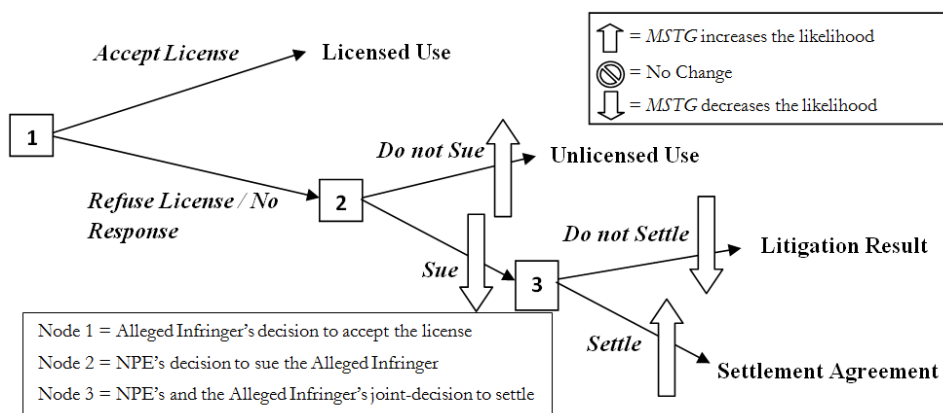 Accept License
Licensed Use
= MSTG increases the likelihood
= No Change
= MSTG decreases the likelihood
1
Do not Sue
Unlicensed Use
Refuse License / No
Response
2
Sue
Do not Settle
Litigation Result
3
Settle
Settlement Agreement
Node 1 = Alleged Infringer's decision to accept the license
Node 2 = NPE's decision to sue the Alleged Infringer
Node 3 = NPE's and the Alleged Infringer's joint-decision to settle